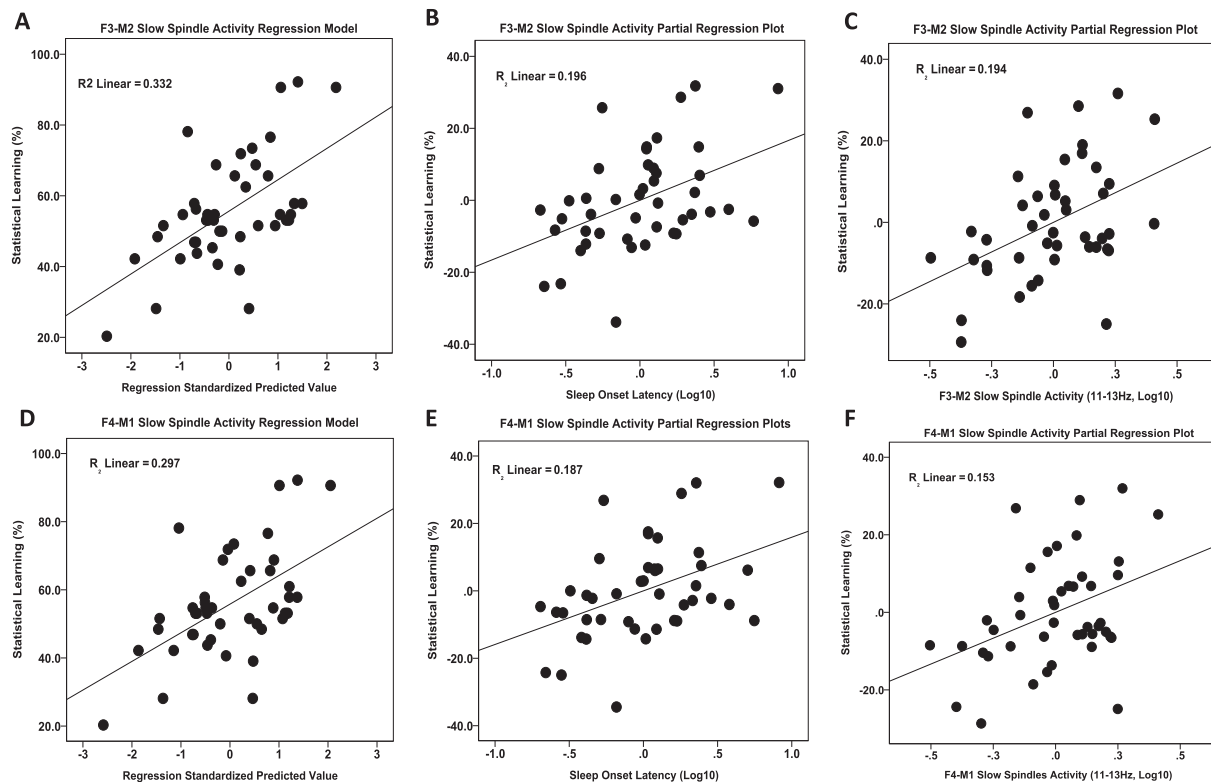 A
F3-M2 Slow Spindle Activity Regression Model
R2 Linear = 0.332
100.0
80.0
60.0
40.0
20.0
Statistical Learning (%)
-3 -2 -1 0 1 2 3
Regression Standardized Predicted Value
B
F3-M2 Slow Spindle Activity Partial Regression Plot
R2 Linear = 0.196
40.0
20.0
.0
-20.0
-40.0
Statistical Learning (%)
-1.0 -.5 .0 .5 1.0
Sleep Onset Latency (Log10)
C
F3-M2 Slow Spindle Activity Partial Regression Plot
R2 Linear = 0.194
40.0
20.0
.0
-20.0
Statistical Learning (%)
-.5 -.3 .0 .3 .5
F3-M2 Slow Spindle Activity (11-13Hz, Log10)
D
F4-M1 Slow Spindle Activity Regression Model
R2 Linear = 0.297
100.0
80.0
60.0
40.0
20.0
Statistical Learning (%)
-3 -2 -1 0 1 2 3
Regression Standardized Predicted Value
E
F4-M1 Slow Spindle Activity Partial Regression Plots
R2 Linear = 0.187
40.0
20.0
.0
-20.0
-40.0
Statistical Learning (%)
-1.0 -.5 .0 .5 1.0
Sleep Onset Latency (Log10)
F
F4-M1 Slow Spindle Activity Partial Regression Plot
R2 Linear = 0.153
40.0
20.0
.0
-20.0
Statistical Learning (%)
-.5 -.3 .0 .3 .5
F4-M1 Slow Spindles Activity (11-13Hz, Log10)